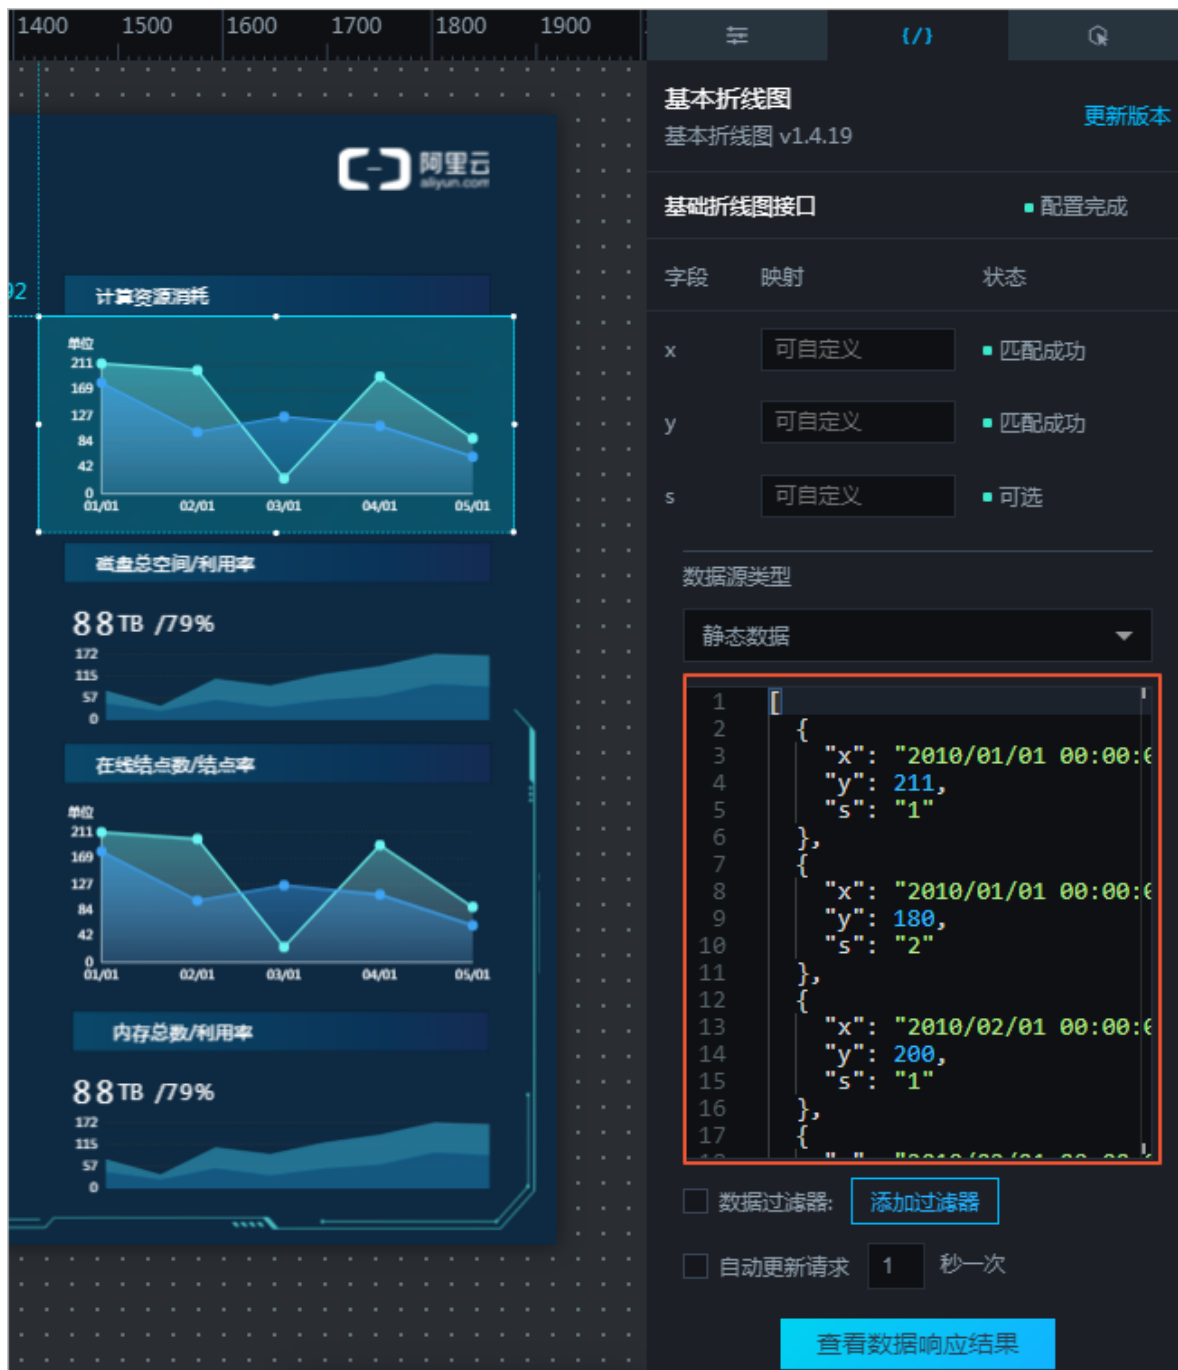 1400 1500 1600 1700 1800 1900
{/}
基本折线图
更新版本
基本折线图 v1.4.19
基础折线图接口
配置完成
字段 映射 状态
x 可自定义 匹配成功
y 可自定义 匹配成功
s 可自定义 可选
数据源类型
静态数据
1 [
2 {
3 "x": "2010/01/01 00:00:0
4 "y": 211,
5 "s": "1"
6 },
7 {
8 "x": "2010/01/01 00:00:0
9 "y": 180,
10 "s": "2"
11 },
12 {
13 "x": "2010/02/01 00:00:0
14 "y": 200,
15 "s": "1"
16 },
17 {
数据过滤器: 添加过滤器
自动更新请求 1 秒一次
查看数据响应结果
阿里云
aliyun.com
92
计算资源消耗
单位
211
169
127
84
42
0
01/01 02/01 03/01 04/01 05/01
磁盘总空间/利用率
88TB /79%
172
115
57
0
在线结点数/结点率
单位
211
169
127
84
42
0
01/01 02/01 03/01 04/01 05/01
内存总数/利用率
88TB /79%
172
115
57
0